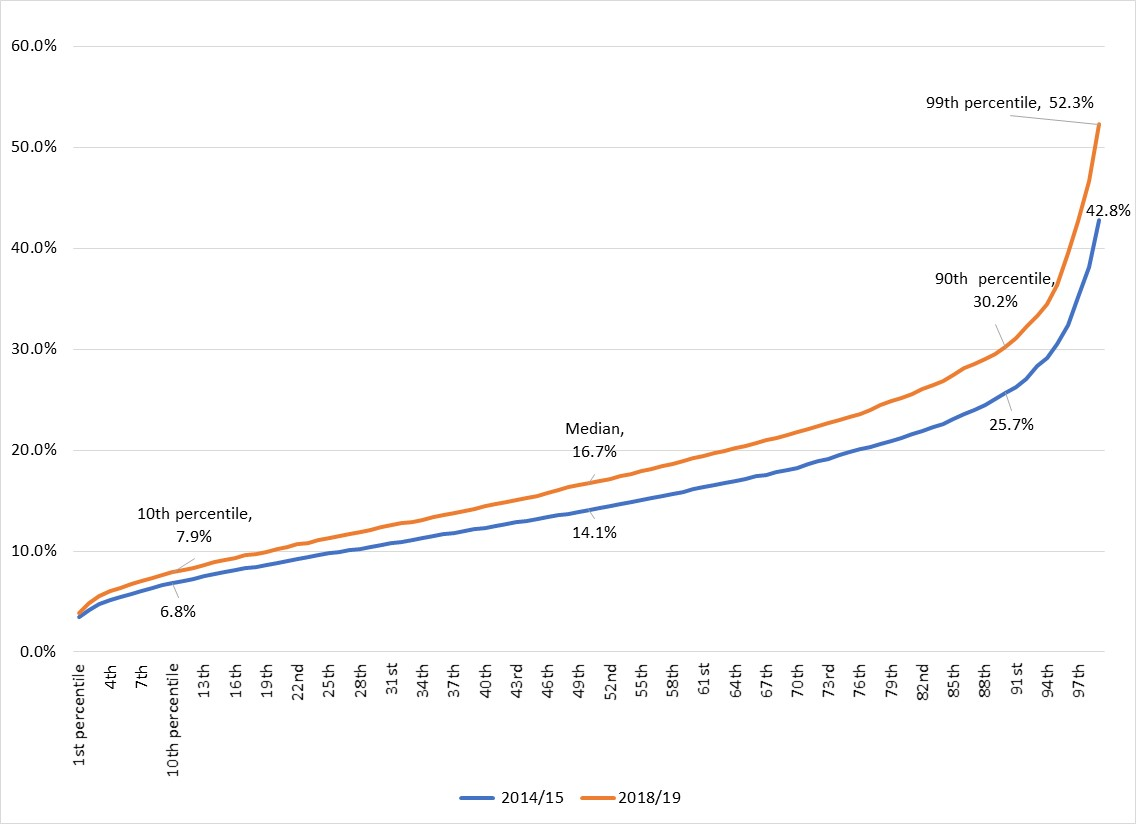 60.0%
50.0%
40.0%
30.0%
20.0%
10.0%
0.0%
99th percentile, 52.3%
42.8%
90th percentile,
30.2%
25.7%
Median,
16.7%
14.1%
10th percentile,
7.9%
6.8%
1st percentile
4th
7th
10th percentile
13th
16th
19th
22nd
25th
28th
31st
34th
37th
40th
43rd
46th
49th
52nd
55th
58th
61st
64th
67th
70th
73rd
76th
79th
82nd
85th
88th
91st
94th
97th
2014/15
2018/19